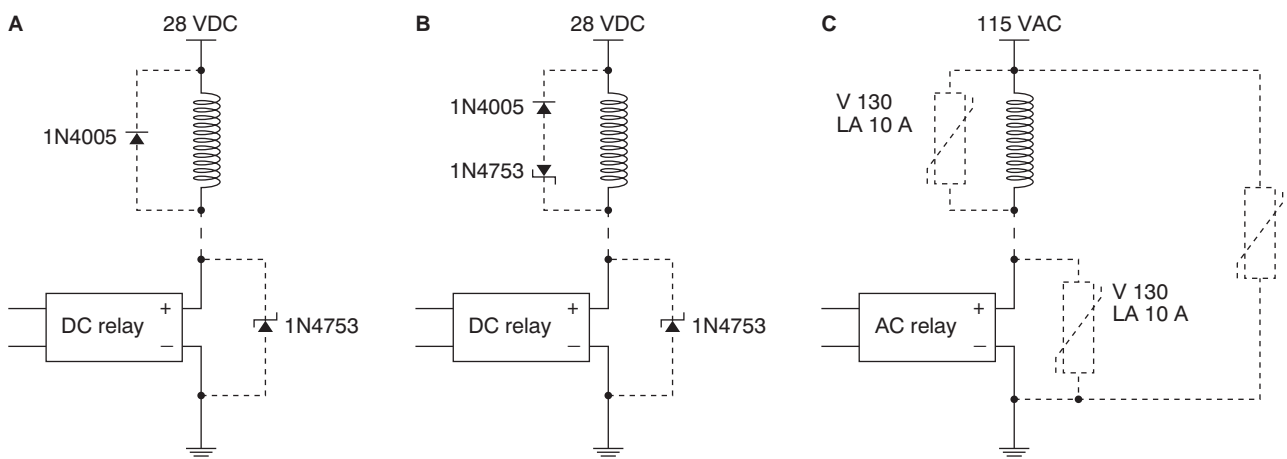 A
28 VDC
1N4005
DC relay
+
−
1N4753
B
28 VDC
1N4005
1N4753
DC relay
+
−
1N4753
C
115 VAC
V 130
LA 10 A
AC relay
+
−
V 130
LA 10 A